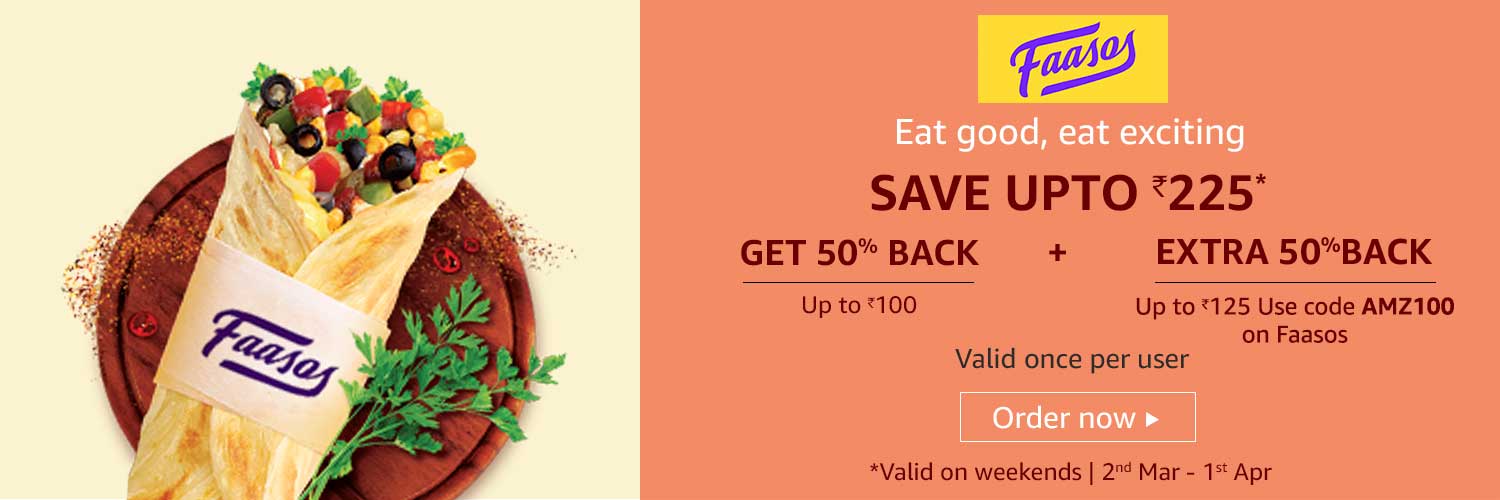 Faasos
Faasos
Eat good, eat exciting
SAVE UPTO ₹225*
GET 50% BACK + EXTRA 50%BACK
Up to ₹100
Up to ₹125 Use code AMZ100
on Faasos
Valid once per user
Order now ▸
*Valid on weekends | 2nd Mar - 1st Apr